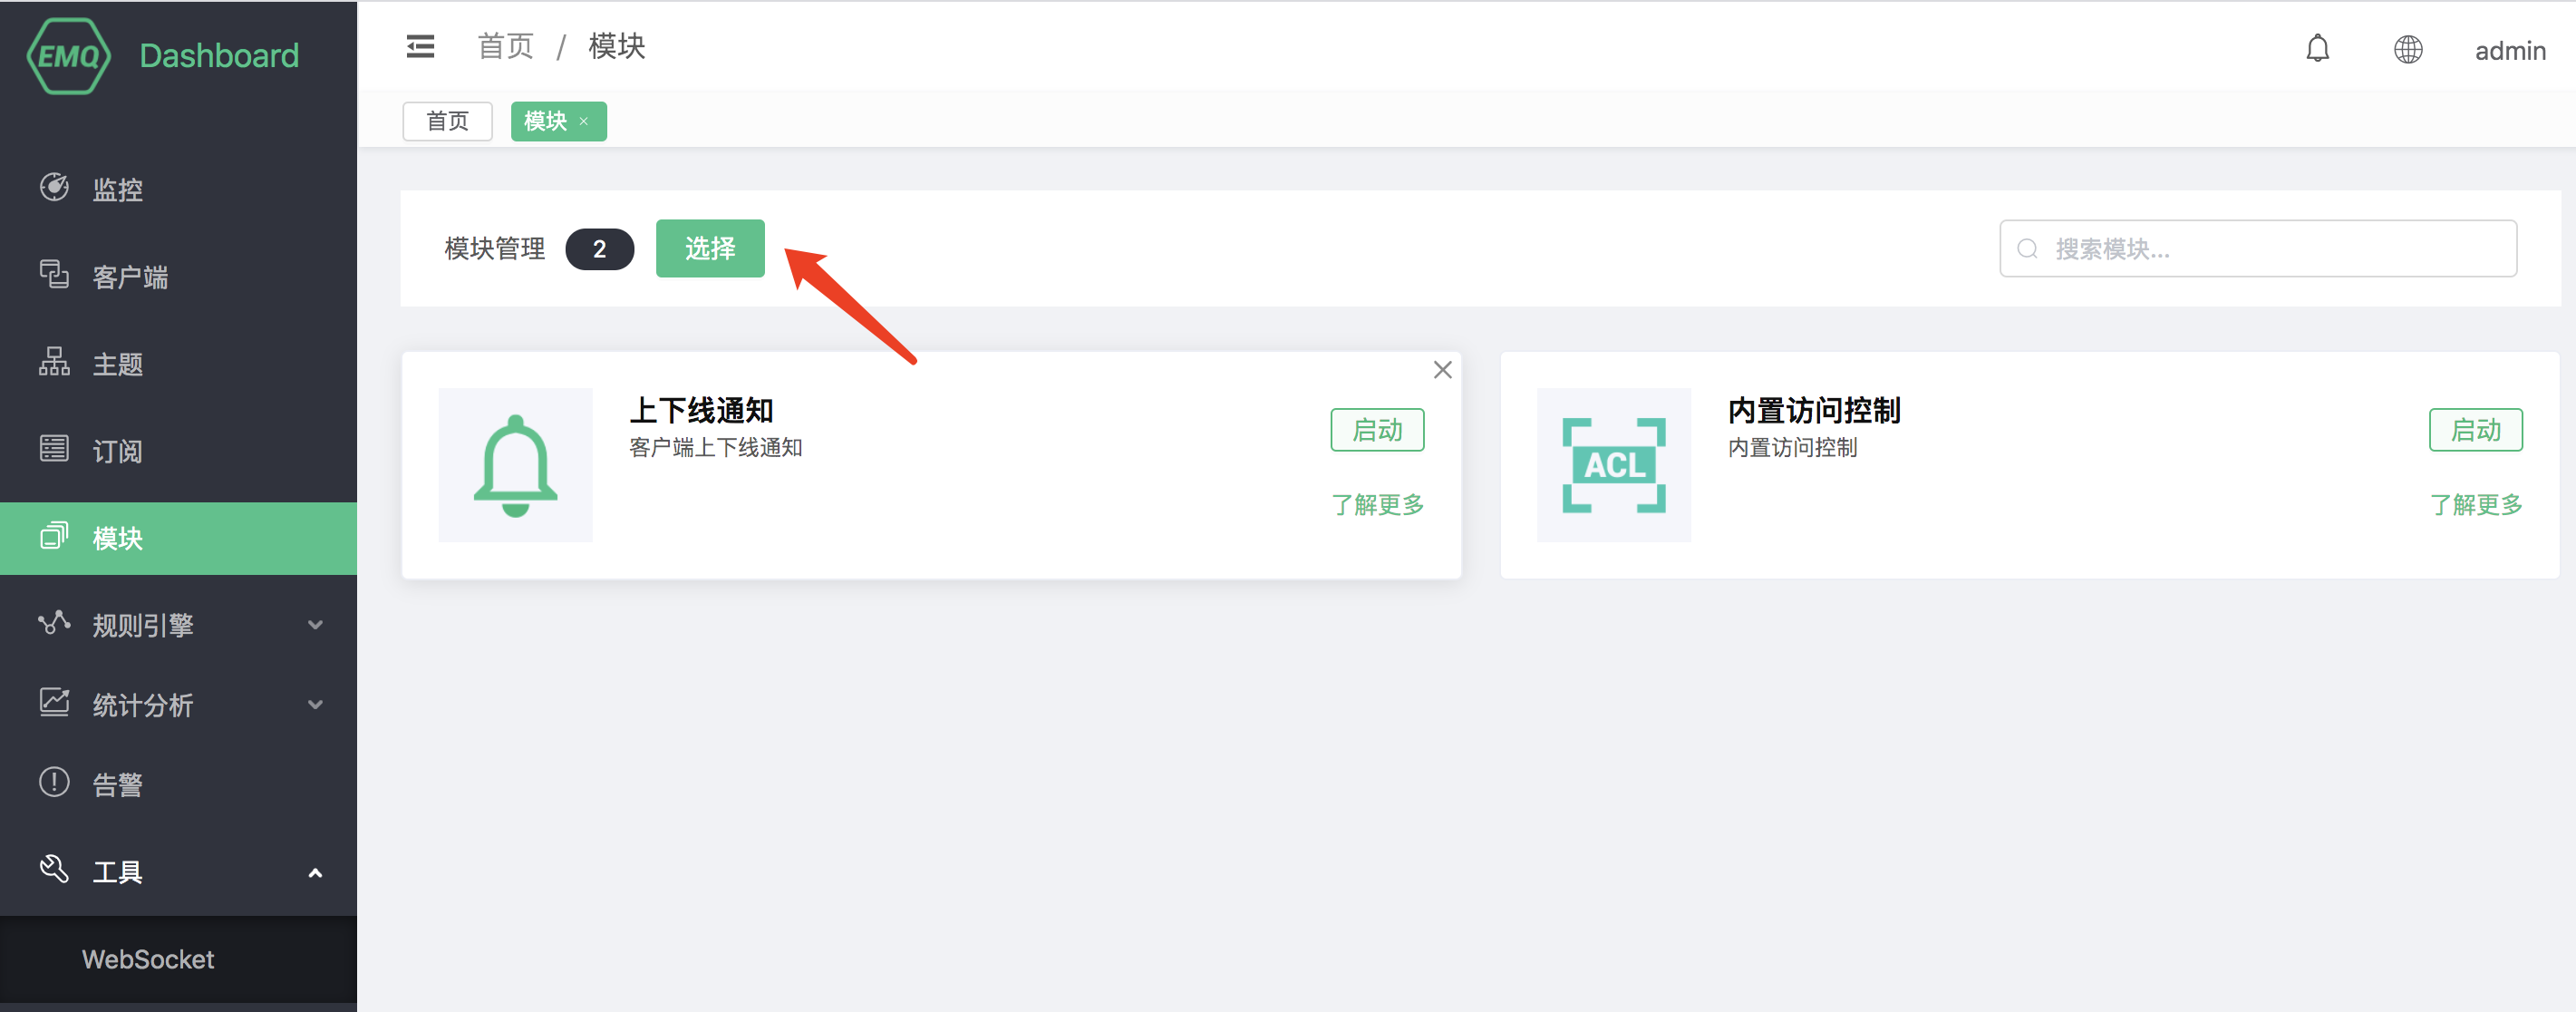 EMQ Dashboard
监控
客户端
主题
订阅
模块
规则引擎
统计分析
告警
工具
WebSocket
首页 / 模块
admin
首页
模块 ×
模块管理 2 选择
搜索模块...
上下线通知
客户端上下线通知
启动
了解更多
ACL
内置访问控制
内置访问控制
启动
了解更多